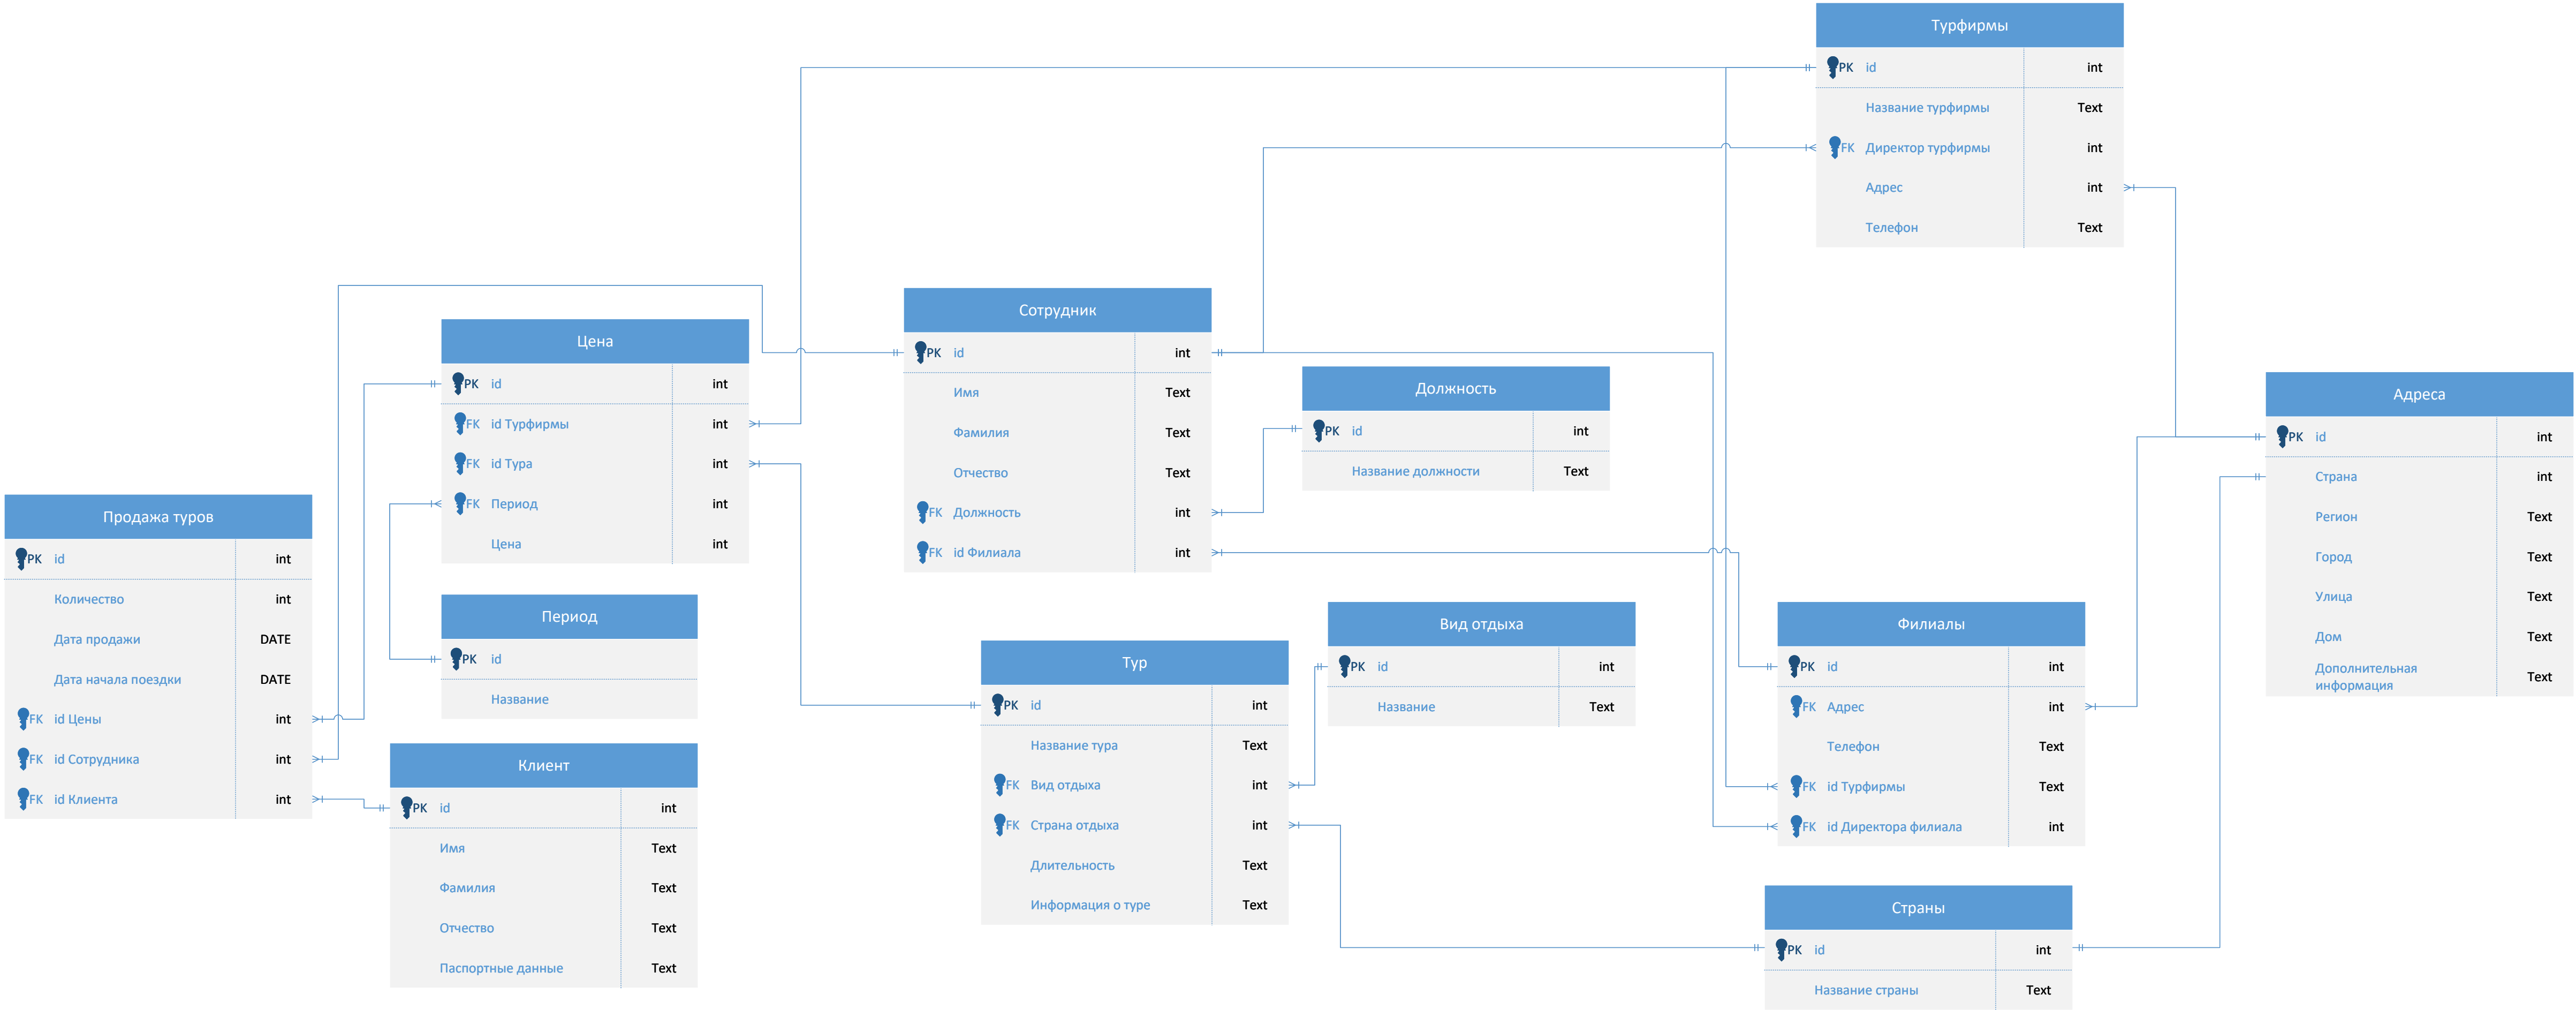 Турфирмы
PK id int
Название турфирмы Text
FK Директор турфирмы int
Адрес int
Телефон Text
Сотрудник
PK id int
Имя Text
Фамилия Text
Отчество Text
FK Должность int
FK id Филиала int
Цена
PK id int
FK id Турфирмы int
FK id Тура int
FK Период int
Цена int
Должность
PK id int
Название должности Text
Адреса
PK id int
Страна int
Регион Text
Город Text
Улица Text
Дом Text
Дополнительная
информация Text
Продажа туров
PK id int
Количество int
Дата продажи DATE
Дата начала поездки DATE
FK id Цены int
FK id Сотрудника int
FK id Клиента int
Период
PK id
Название
Вид отдыха
PK id int
Название Text
Филиалы
PK id int
FK Адрес int
Телефон Text
FK id Турфирмы Text
FK id Директора филиала int
Тур
PK id int
Название тура Text
FK Вид отдыха int
FK Страна отдыха int
Длительность Text
Информация о туре Text
Клиент
PK id int
Имя Text
Фамилия Text
Отчество Text
Паспортные данные Text
Страны
PK id int
Название страны Text